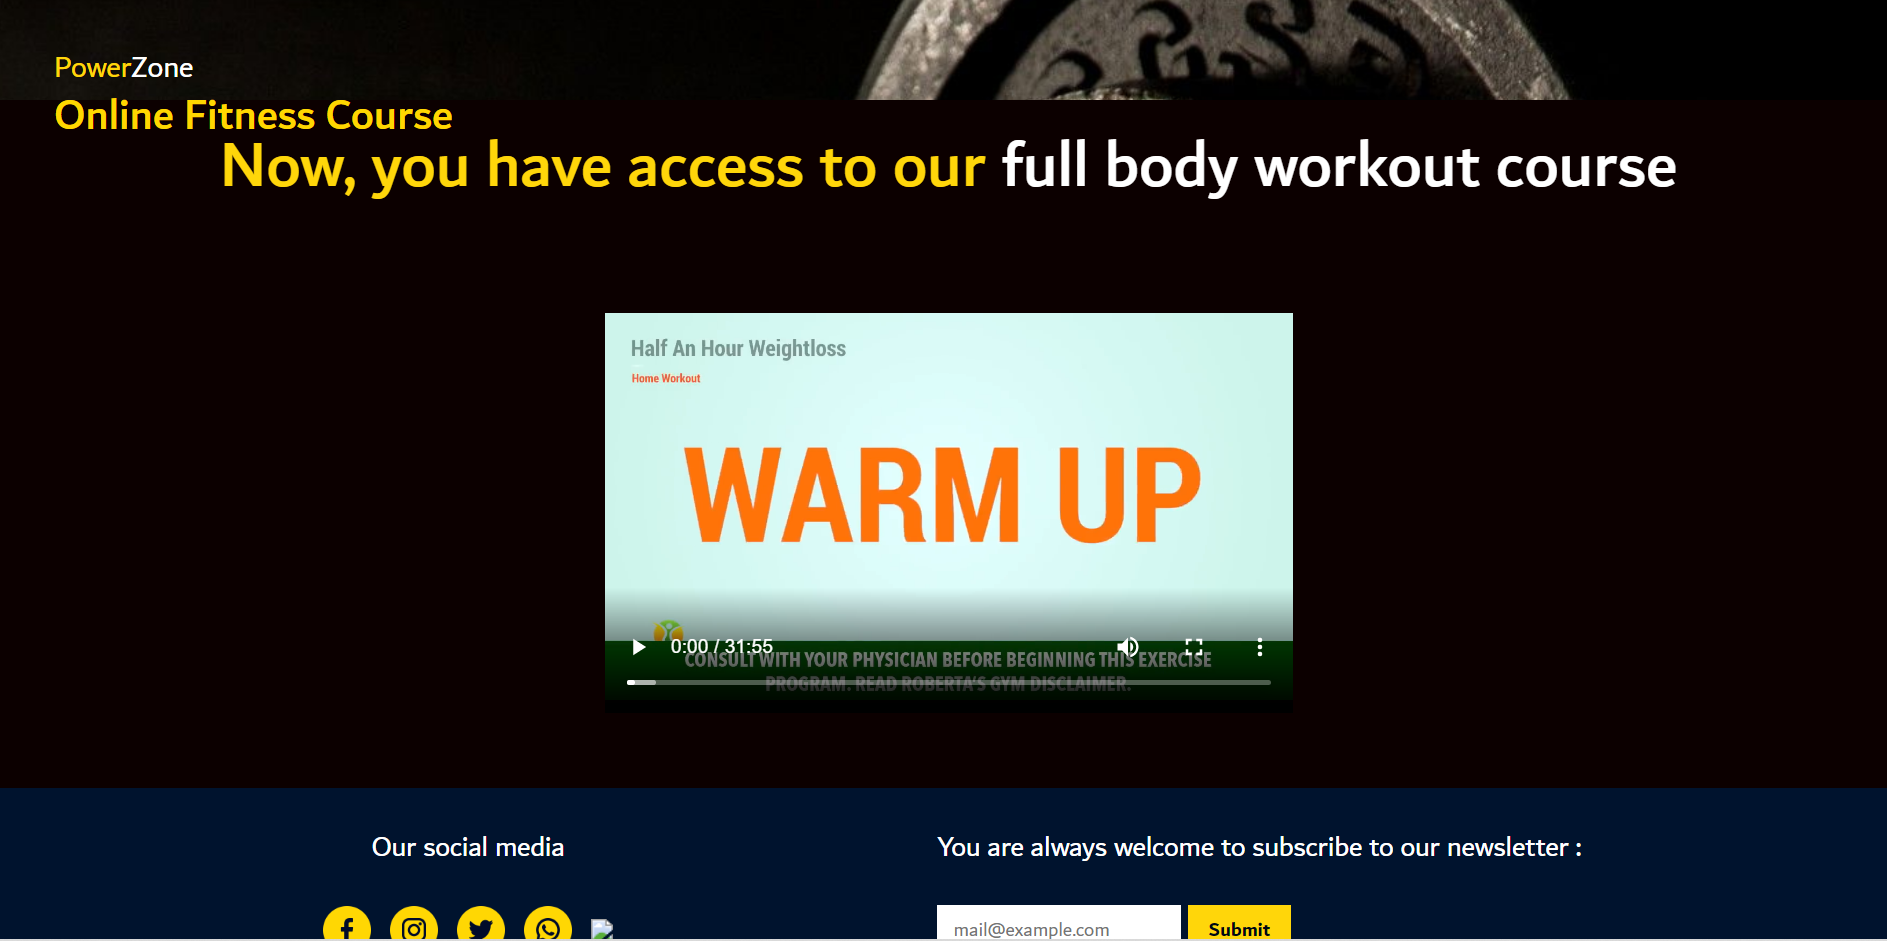 PowerZone
Online Fitness Course
Now, you have access to our full body workout course
Half An Hour Weightloss
Home Workout
WARM UP
0:00 / 31:55
CONSULT WITH YOUR PHYSICIAN BEFORE BEGINNING THIS EXERCISE
PROGRAM. READ ROBERTA'S GYM DISCLAIMER.
Our social media
You are always welcome to subscribe to our newsletter :
mail@example.com
Submit